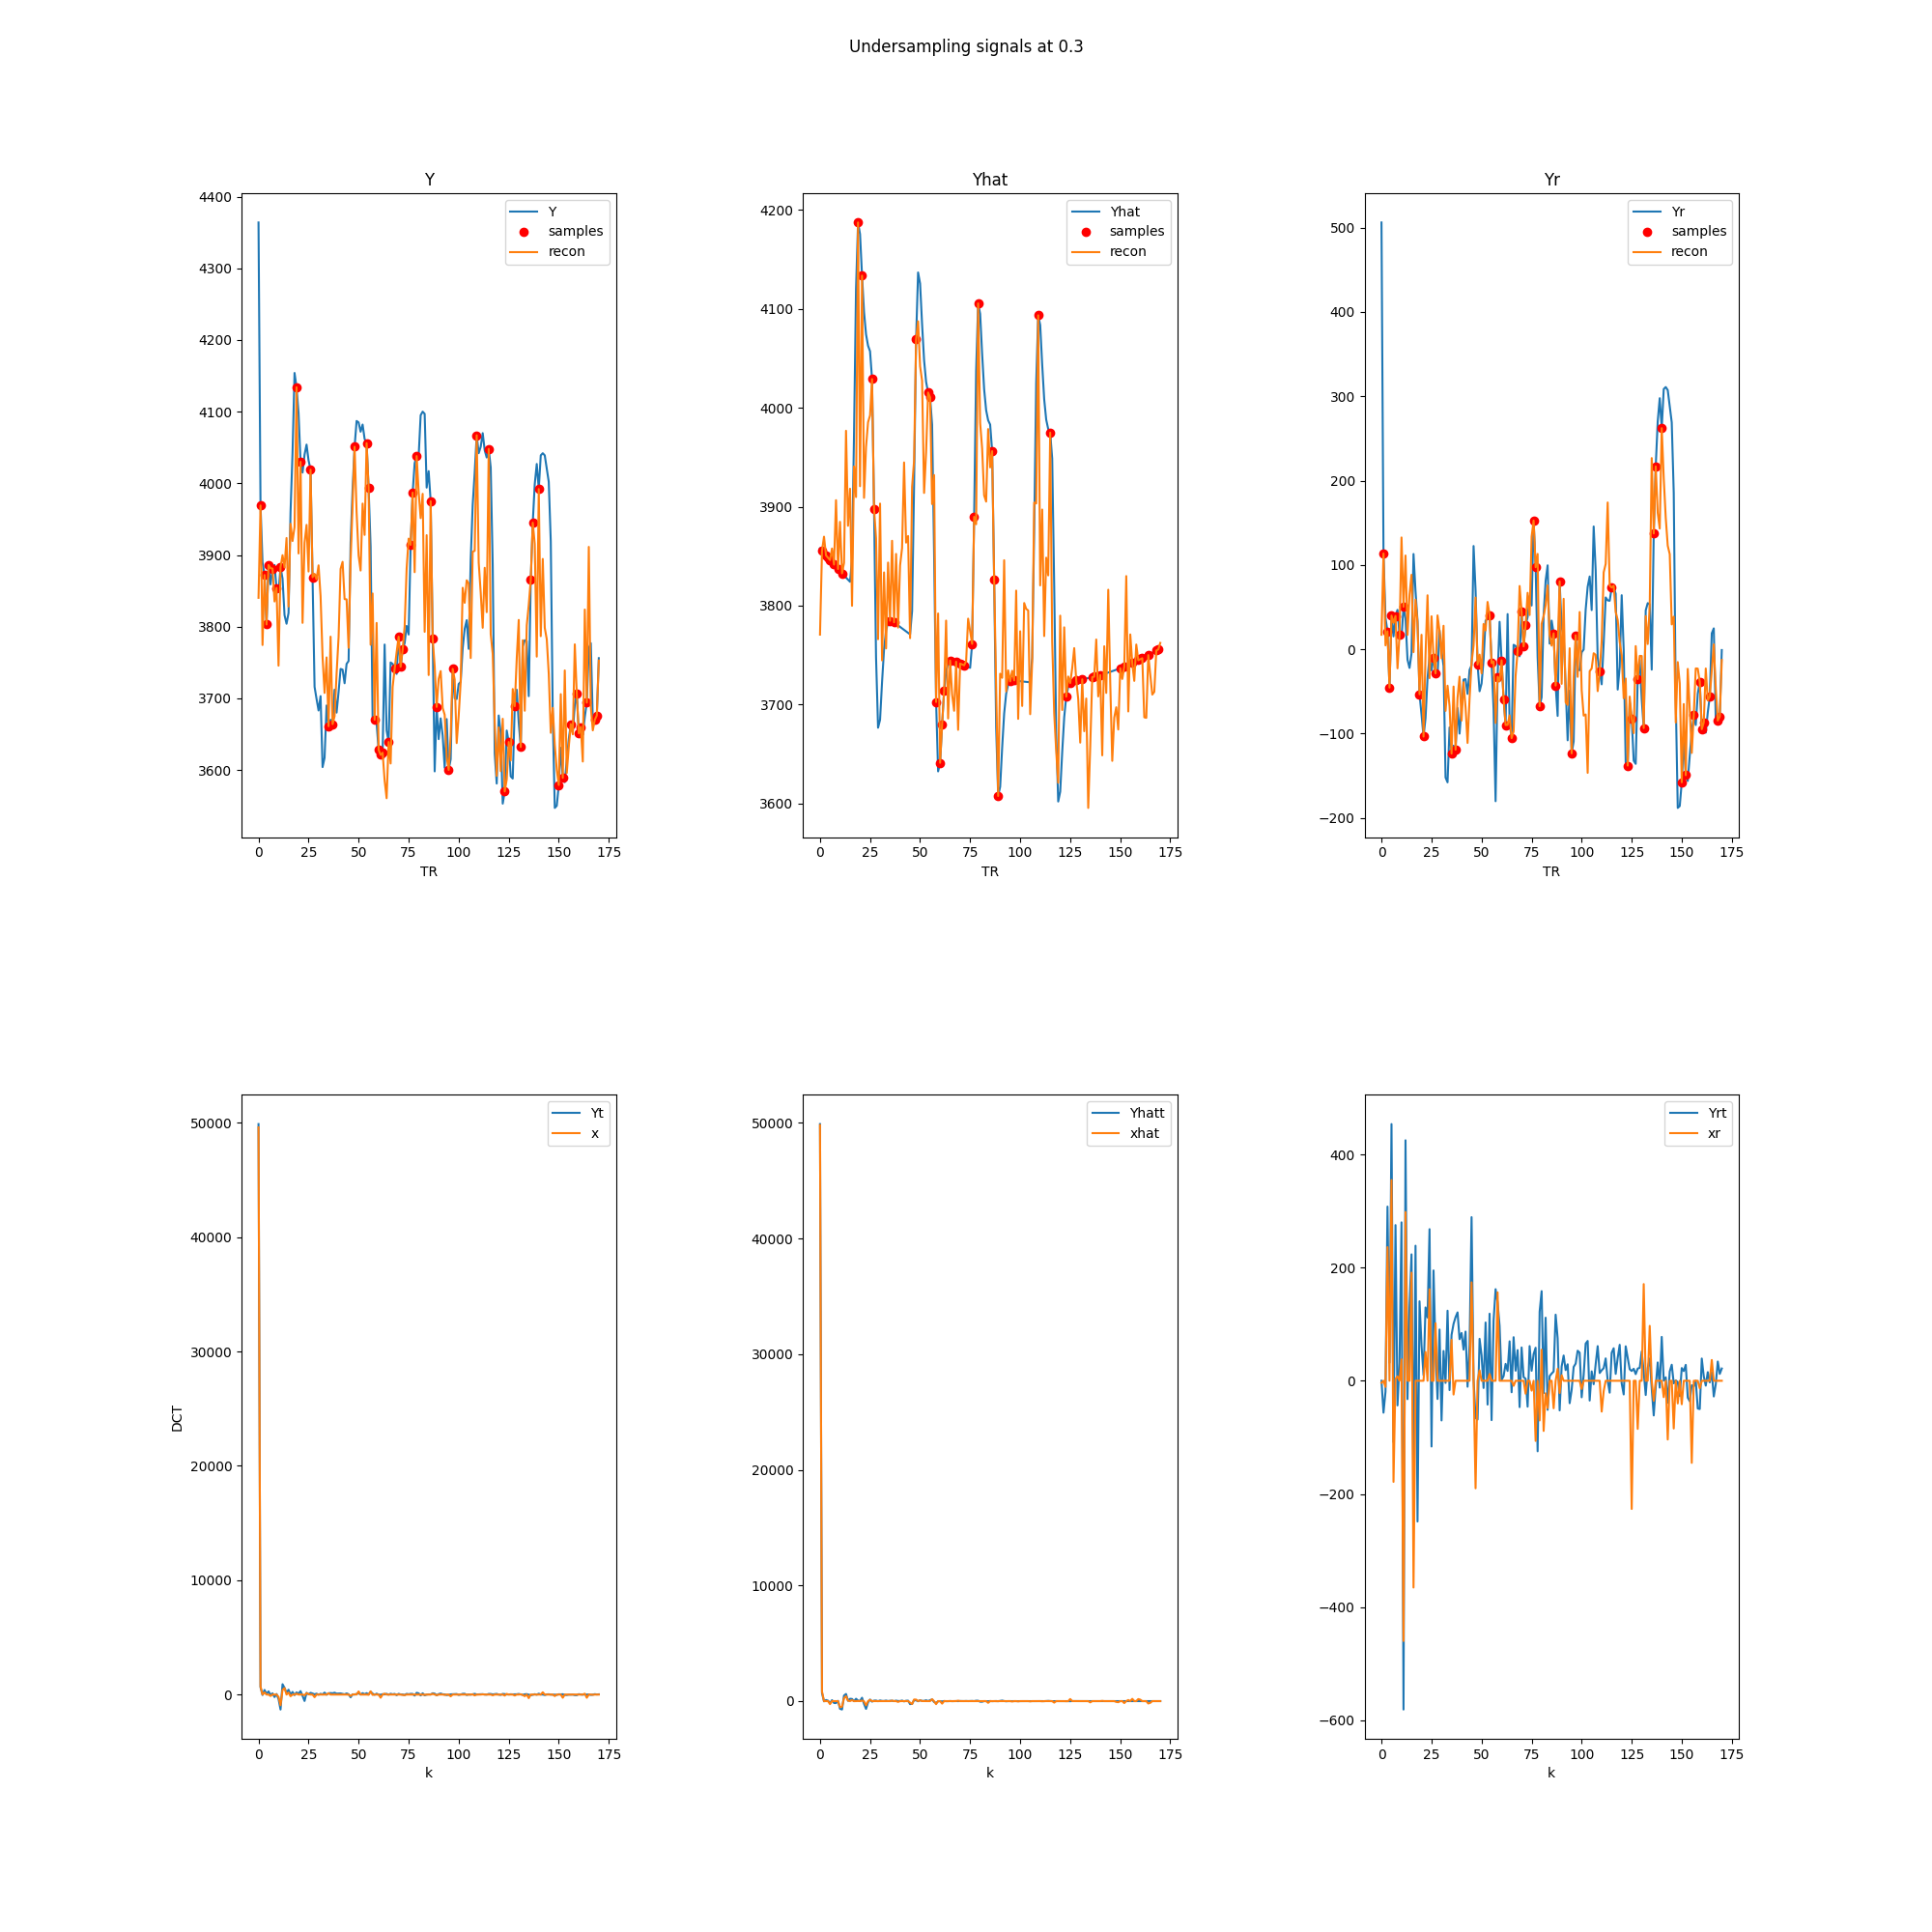 Undersampling signals at 0.3
Y
4400
4300
4200
4100
4000
3900
3800
3700
3600
0 25 50 75 100 125 150 175
TR
Y
samples
recon
Yhat
4200
4100
4000
3900
3800
3700
3600
0 25 50 75 100 125 150 175
TR
Yhat
samples
recon
Yr
500
400
300
200
100
0
−100
−200
0 25 50 75 100 125 150 175
TR
Yr
samples
recon
DCT
50000
40000
30000
20000
10000
0
0 25 50 75 100 125 150 175
k
Yt
x
50000
40000
30000
20000
10000
0
0 25 50 75 100 125 150 175
k
Yhatt
xhat
400
200
0
−200
−400
−600
0 25 50 75 100 125 150 175
k
Yrt
xr